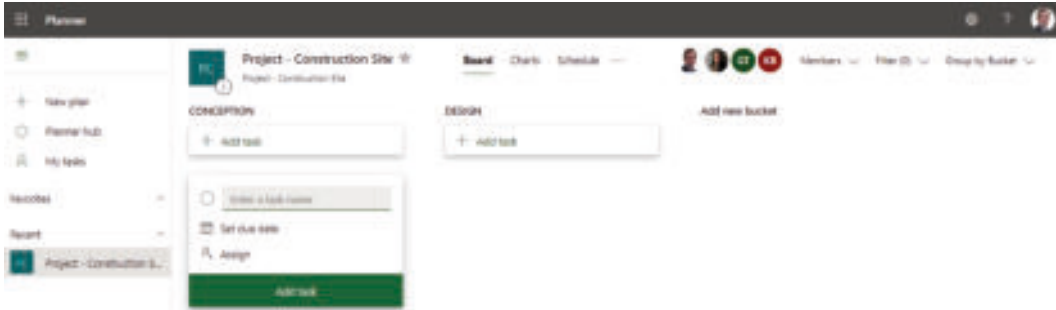 Planner
?
PC
Project - Construction Site
Project - Construction Site
Board Charts Schedule ...
GT KR
Members
Filter (0)
Group by Bucket
New plan
Planner hub
My tasks
Favorites
Recent
Project - Construction S...
CONCEPTION
+ Add task
Enter a task name
Set due date
Assign
Add task
DESIGN
+ Add task
Add new bucket